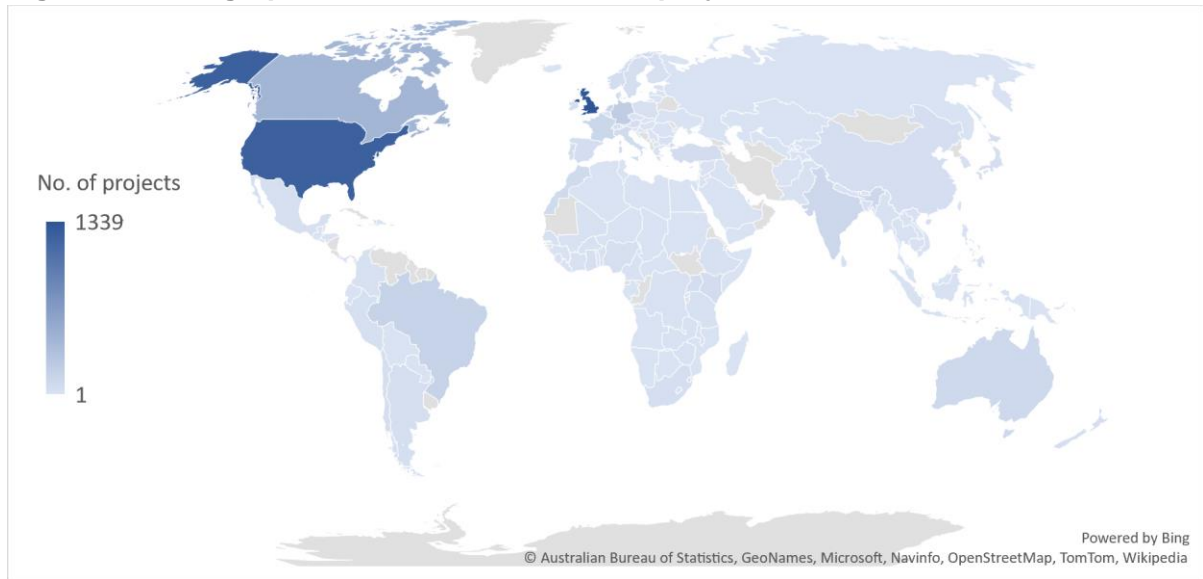 No. of projects
1339
1
Powered by Bing
© Australian Bureau of Statistics, GeoNames, Microsoft, Navinfo, OpenStreetMap, TomTom, Wikipedia